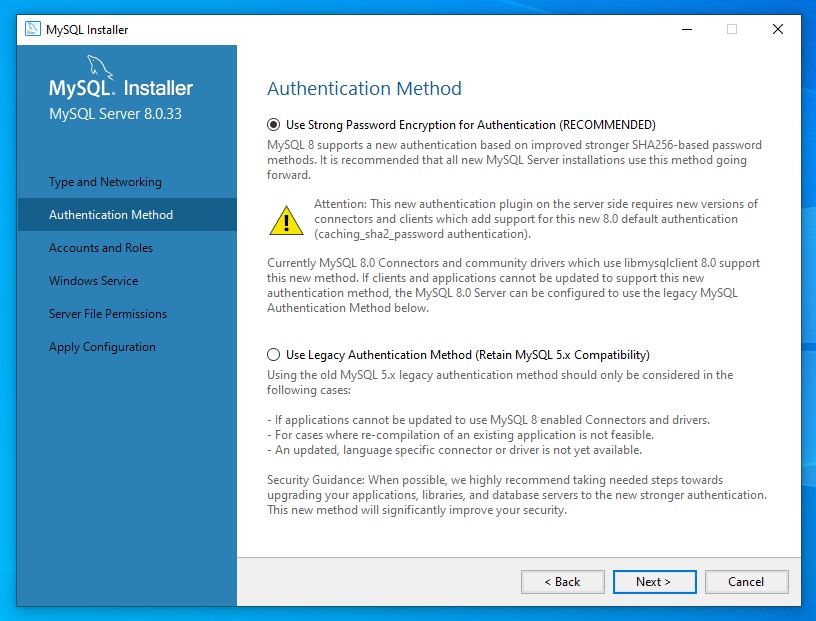 MySQL Installer
MySQL. Installer
MySQL Server 8.0.33
Type and Networking
Authentication Method
Accounts and Roles
Windows Service
Server File Permissions
Apply Configuration
Authentication Method
Use Strong Password Encryption for Authentication (RECOMMENDED)
MySQL 8 supports a new authentication based on improved stronger SHA256-based password
methods. It is recommended that all new MySQL Server installations use this method going
forward.
Attention: This new authentication plugin on the server side requires new versions of
connectors and clients which add support for this new 8.0 default authentication
(caching_sha2_password authentication).
Currently MySQL 8.0 Connectors and community drivers which use libmysqlclient 8.0 support
this new method. If clients and applications cannot be updated to support this new
authentication method, the MySQL 8.0 Server can be configured to use the legacy MySQL
Authentication Method below.
Use Legacy Authentication Method (Retain MySQL 5.x Compatibility)
Using the old MySQL 5.x legacy authentication method should only be considered in the
following cases:
- If applications cannot be updated to use MySQL 8 enabled Connectors and drivers.
- For cases where re-compilation of an existing application is not feasible.
- An updated, language specific connector or driver is not yet available.
Security Guidance: When possible, we highly recommend taking needed steps towards
upgrading your applications, libraries, and database servers to the new stronger authentication.
This new method will significantly improve your security.
< Back
Next >
Cancel